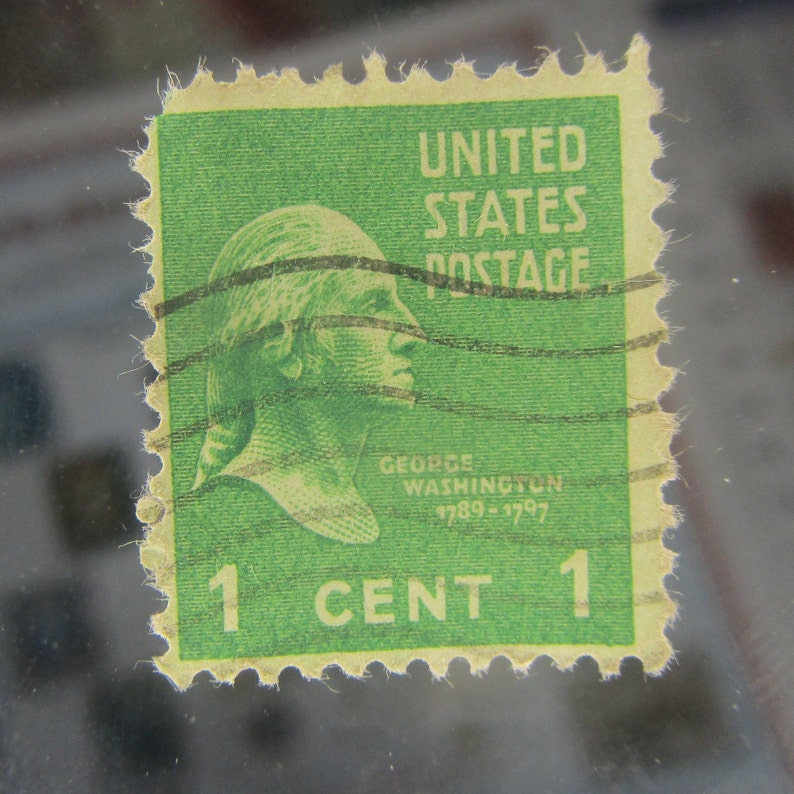 UNITED
STATES
POSTAGE
GEORGE
WASHINGTON
1789-1797
1 CENT 1